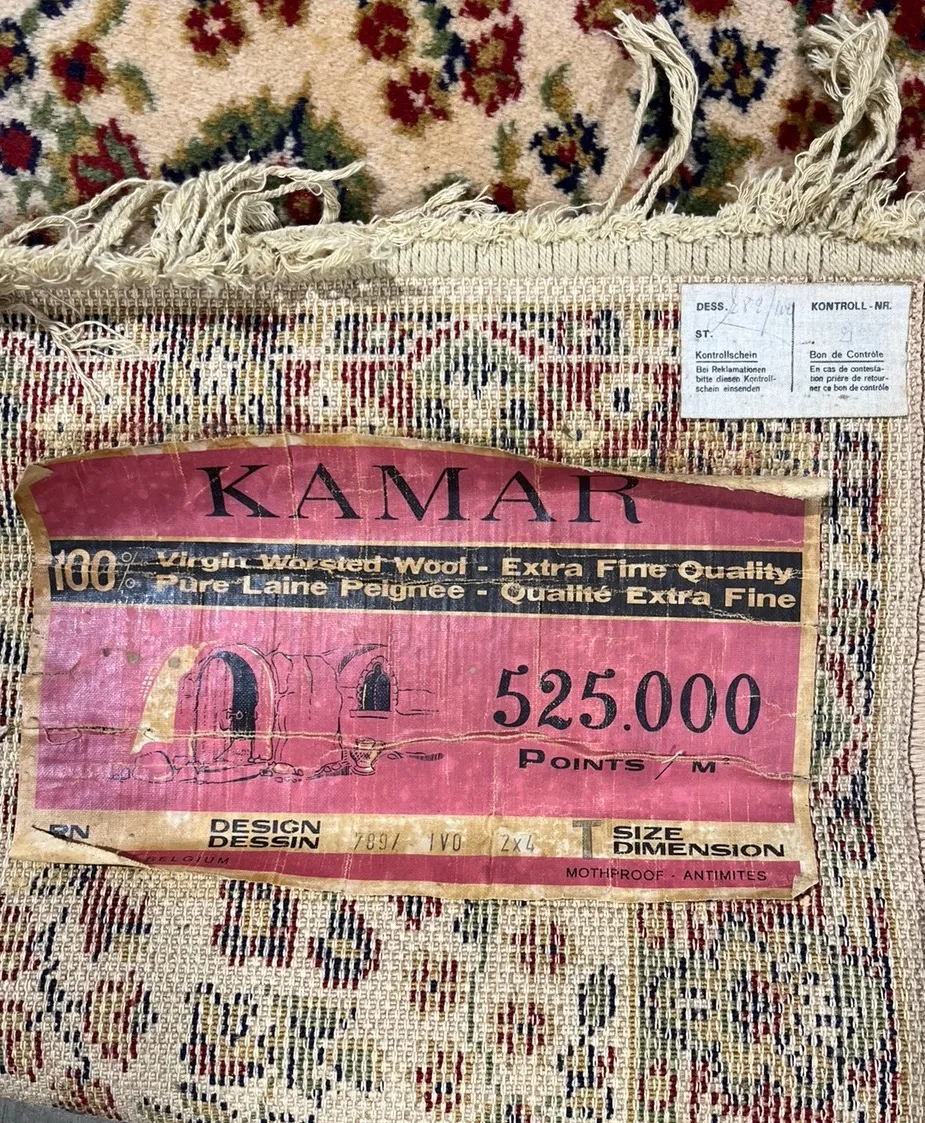 DESS. KONTROLL-NR.
ST.
Kontrollschein
Bei Reklamationen
bitte diesen Kontroll-
schein einsenden
Bon de Contrôle
En cas de contesta-
tion prière de retour-
ner ce bon de contrôle
KAMAR
100% Virgin Worsted Wool - Extra Fine Quality
Pure Laine Peignée - Qualité Extra Fine
525.000
POINTS / M²
RN DESIGN
DESSIN 789/ IVO 2x4 T SIZE
DIMENSION
BELGIUM
MOTHPROOF - ANTIMITES